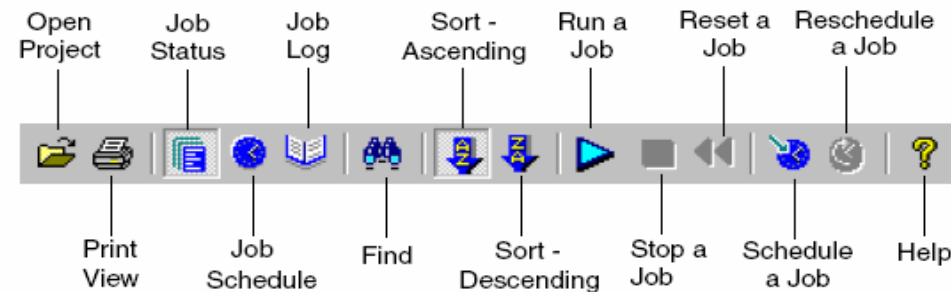 Open
Project
Job
Status
Job
Log
Sort -
Ascending
Run a
Job
Reset a
Job
Reschedule
a Job
A
Z
Z
A
?
Print
View
Job
Schedule
Find
Sort -
Descending
Stop a
Job
Schedule
a Job
Help